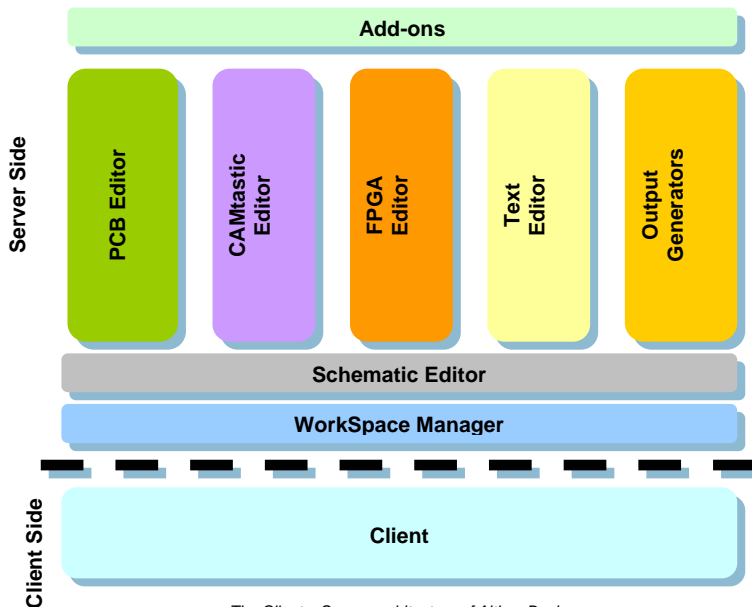 Add-ons
Server Side
PCB Editor
CAMtastic
Editor
FPGA
Editor
Text
Editor
Output
Generators
Schematic Editor
WorkSpace Manager
Client Side
Client